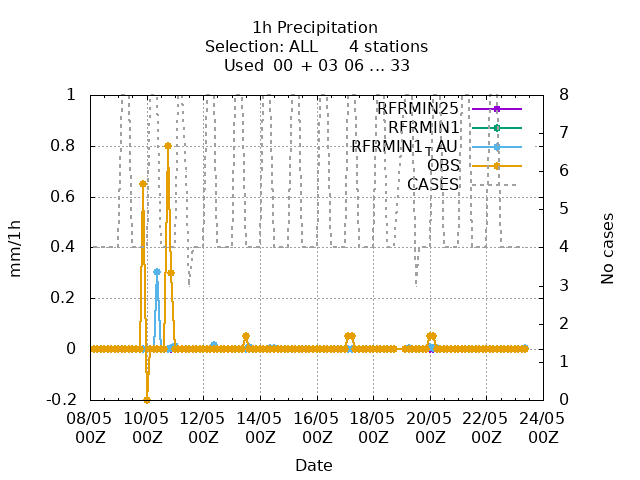 1h Precipitation
Selection: ALL 4 stations
Used 00 + 03 06 ... 33
1
0.8
0.6
0.4
0.2
0
-0.2
mm/1h
8
7
6
5
4
3
2
1
0
No cases
RFRMIN25
RFRMIN1
RFRMIN1_AU
OBS
CASES
08/05 10/05 12/05 14/05 16/05 18/05 20/05 22/05 24/05
00Z 00Z 00Z 00Z 00Z 00Z 00Z 00Z 00Z
Date